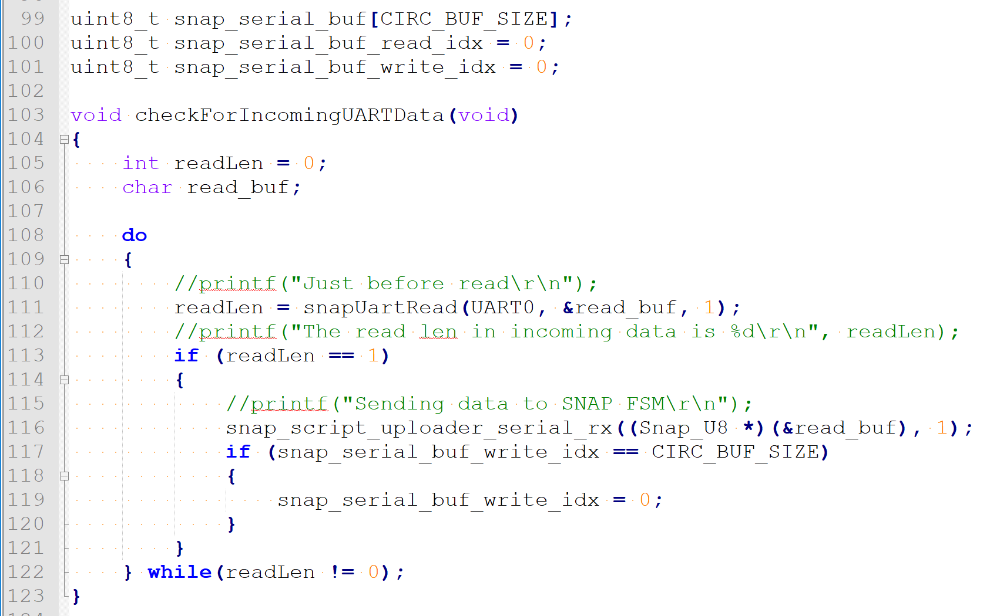 99 uint8_t snap_serial_buf[CIRC_BUF_SIZE];
100 uint8_t snap_serial_buf_read_idx = 0;
101 uint8_t snap_serial_buf_write_idx = 0;
102
103 void checkForIncomingUARTData(void)
104 {
105     int readLen = 0;
106     char read_buf;
107
108     do
109     {
110         //printf("Just before read\r\n");
111         readLen = snapUartRead(UART0, &read_buf, 1);
112         //printf("The read len in incoming data is %d\r\n", readLen);
113         if (readLen == 1)
114         {
115             //printf("Sending data to SNAP FSM\r\n");
116             snap_script_uploader_serial_rx((Snap_U8 *)(&read_buf), 1);
117             if (snap_serial_buf_write_idx == CIRC_BUF_SIZE)
118             {
119                 snap_serial_buf_write_idx = 0;
120             }
121         }
122     } while(readLen != 0);
123 }